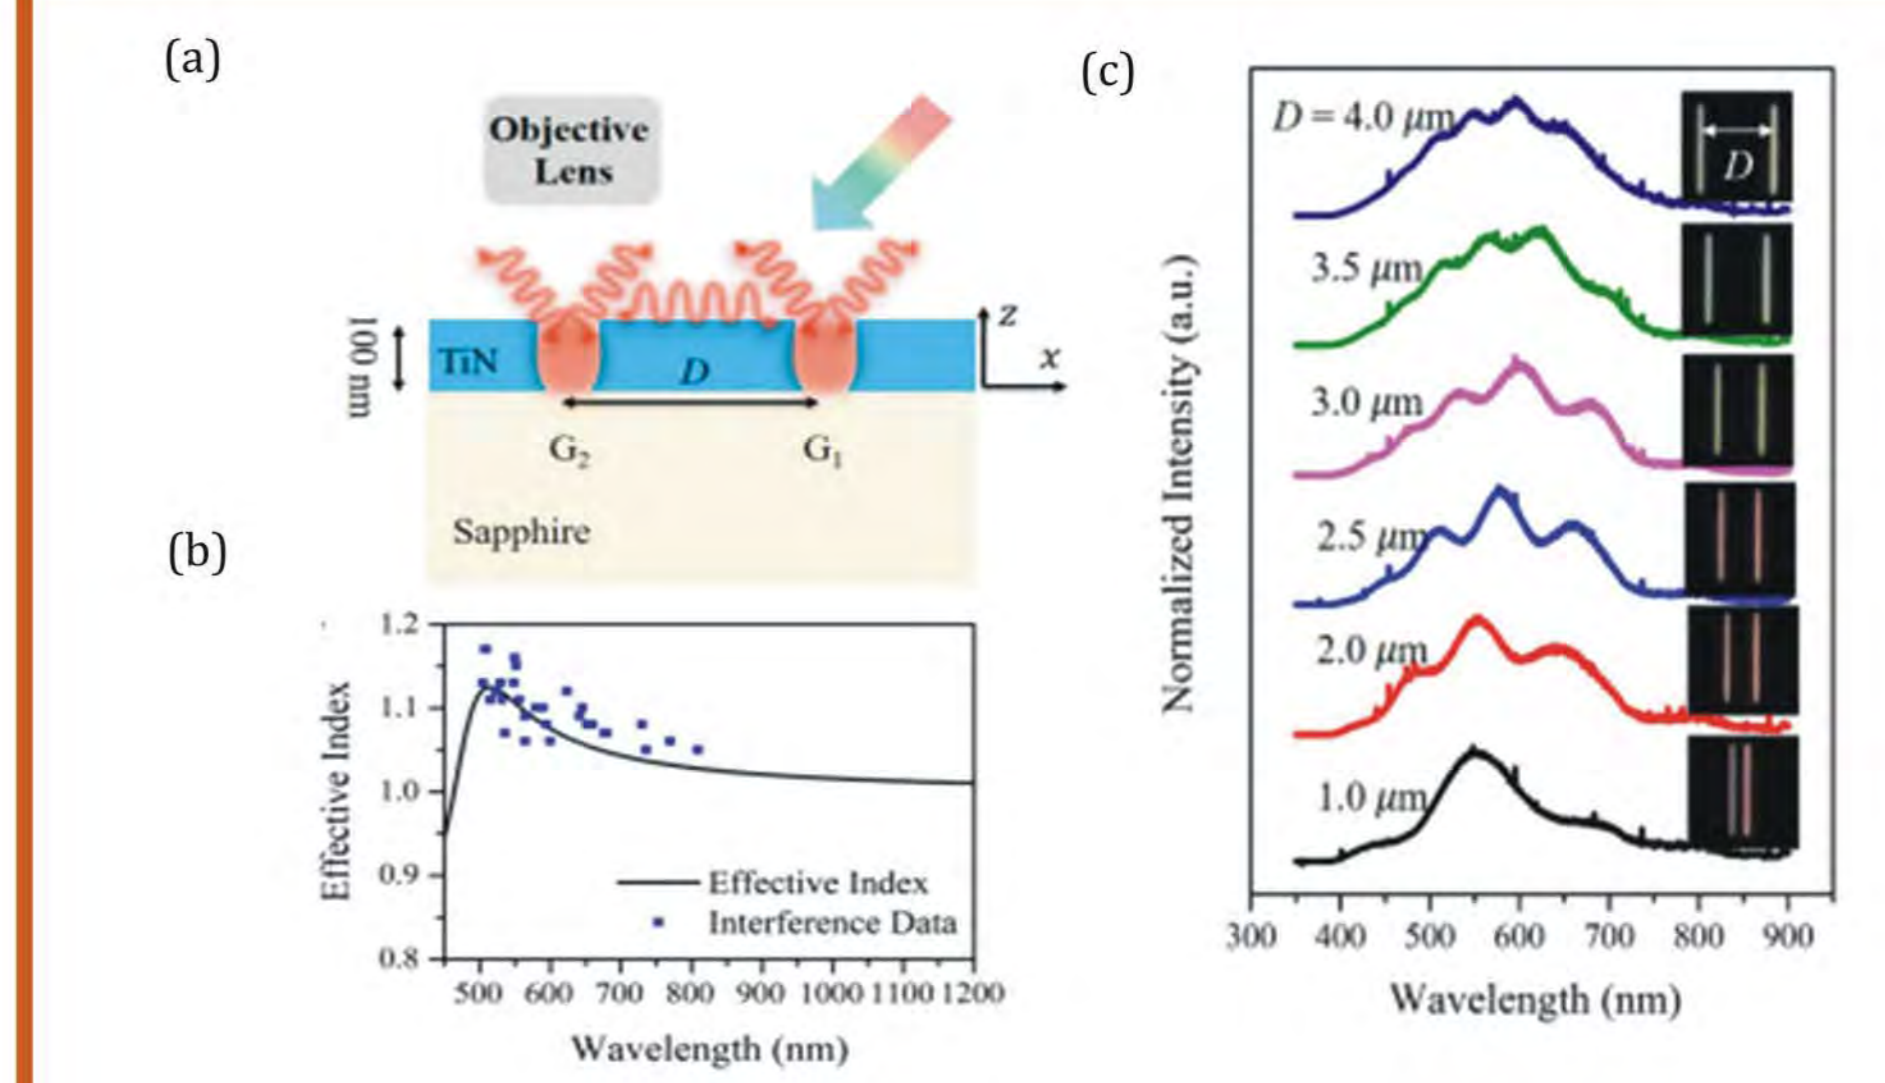 (a)
Objective
Lens
100 nm
TiN
D
z
x
G₂
G₁
Sapphire
(b)
1.2
1.1
1.0
0.9
0.8
Effective Index
Effective Index
Interference Data
500 600 700 800 900 1000 1100 1200
Wavelength (nm)
(c)
D = 4.0 μm
D
3.5 μm
3.0 μm
2.5 μm
2.0 μm
1.0 μm
Normalized Intensity (a.u.)
300 400 500 600 700 800 900
Wavelength (nm)